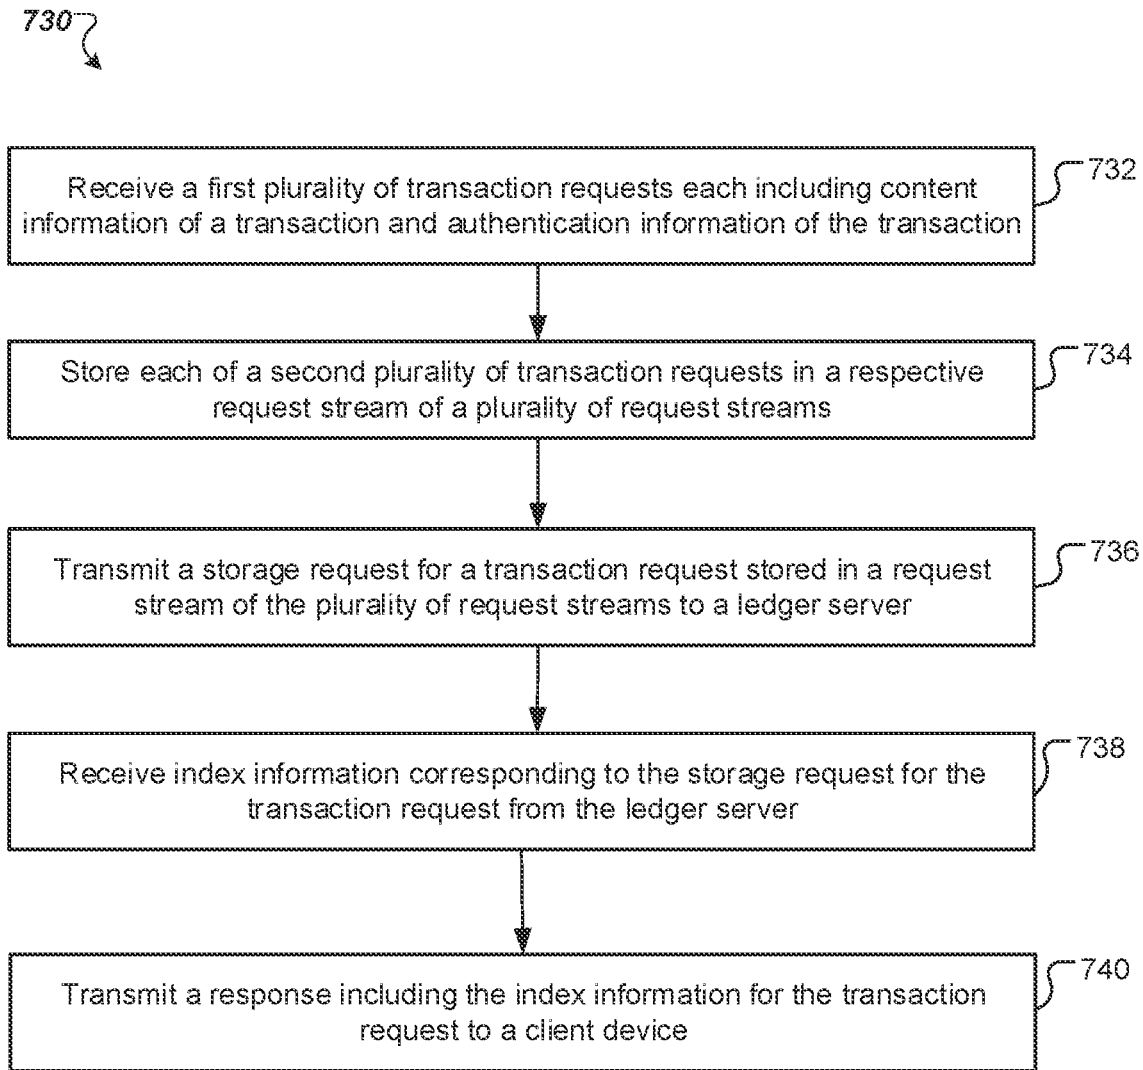 730
Receive a first plurality of transaction requests each including content
information of a transaction and authentication information of the transaction
732
Store each of a second plurality of transaction requests in a respective
request stream of a plurality of request streams
734
Transmit a storage request for a transaction request stored in a request
stream of the plurality of request streams to a ledger server
736
Receive index information corresponding to the storage request for the
transaction request from the ledger server
738
Transmit a response including the index information for the transaction
request to a client device
740